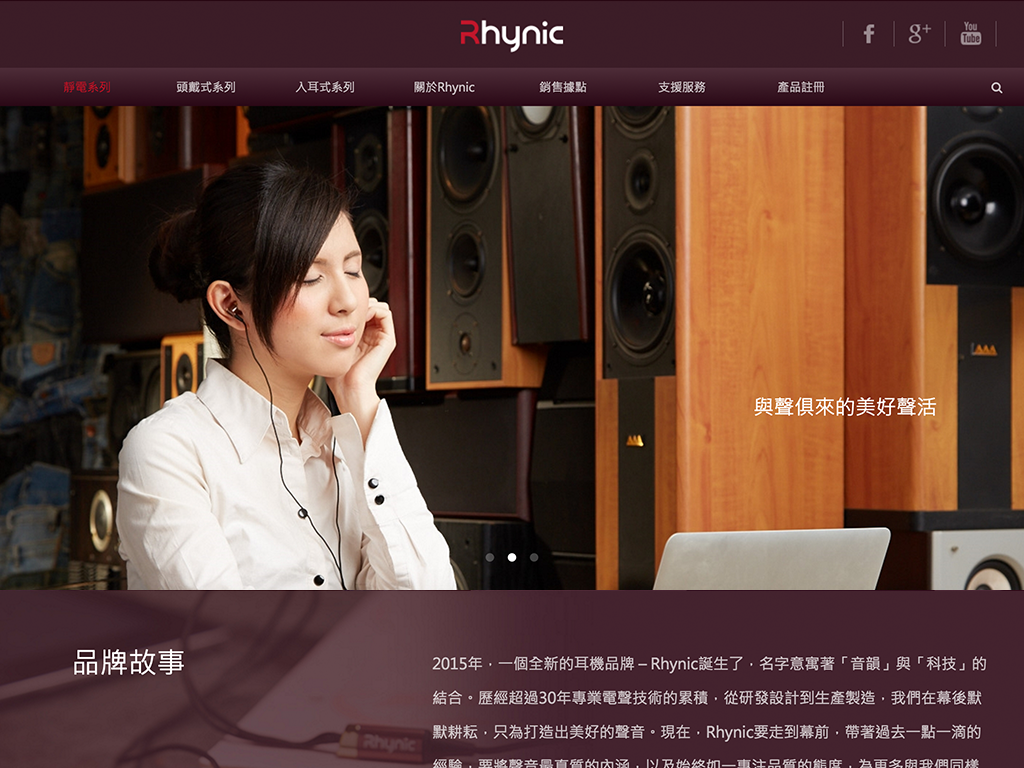 Rhynic
f
g+
You Tube
靜電系列
頭戴式系列
入耳式系列
關於Rhynic
銷售據點
支援服務
產品註冊
與聲俱來的美好聲活
品牌故事
2015年，一個全新的耳機品牌 – Rhynic誕生了，名字意寓著「音韻」與「科技」的
結合。歷經超過30年專業電聲技術的累積，從研發設計到生產製造，我們在幕後默
默耕耘，只為打造出美好的聲音。現在，Rhynic要走到幕前，帶著過去一點一滴的
經驗，要將聲音最真質的內涵，以及始終如一專注品質的態度，為更多與我們同樣
Rhynic